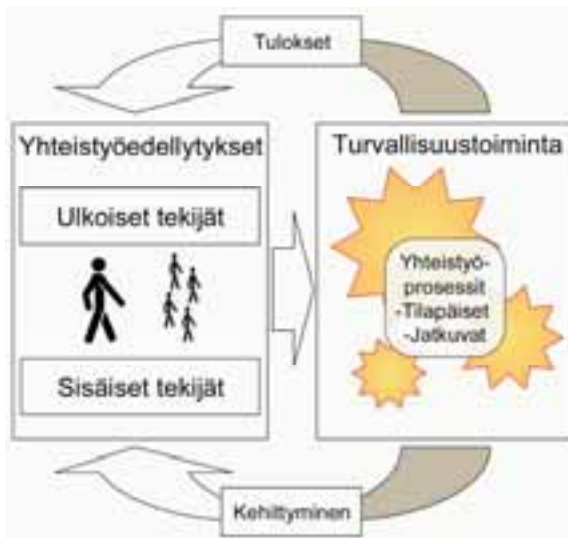 Tulokset
Yhteistyöedellytykset
Ulkoiset tekijät
Sisäiset tekijät
Turvallisuustoiminta
Yhteistyö-
prosessit
-Tilapäiset
-Jatkuvat
Kehittyminen